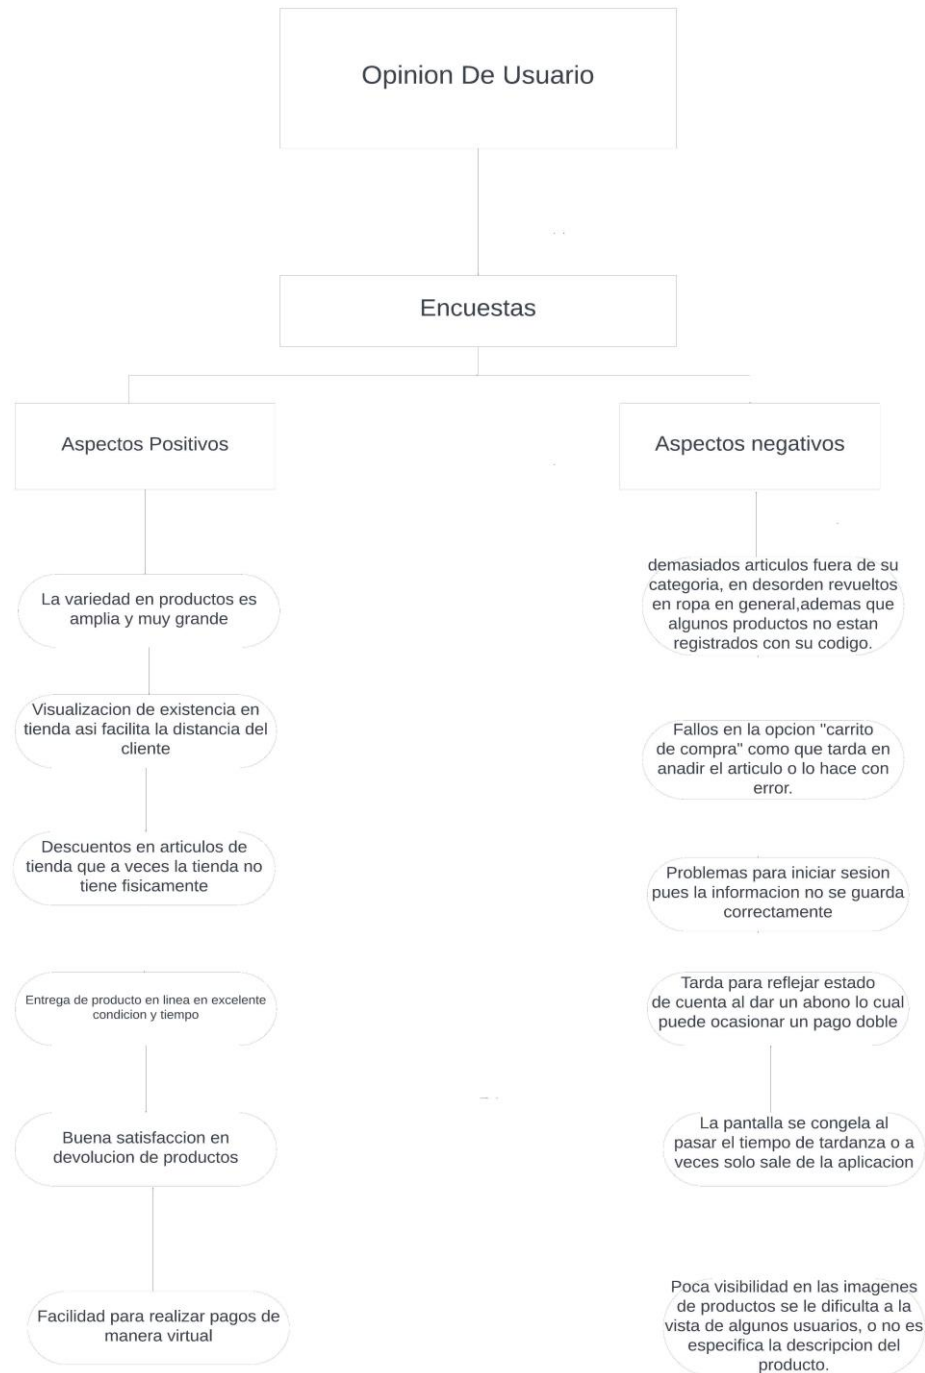 Opinion De Usuario
Encuestas
Aspectos Positivos
La variedad en productos es
amplia y muy grande
Visualizacion de existencia en
tienda asi facilita la distancia del
cliente
Descuentos en articulos de
tienda que a veces la tienda no
tiene fisicamente
Entrega de producto en linea en excelente
condicion y tiempo
Buena satisfaccion en
devolucion de productos
Facilidad para realizar pagos de
manera virtual
Aspectos negativos
demasiados articulos fuera de su
categoria, en desorden revueltos
en ropa en general,ademas que
algunos productos no estan
registrados con su codigo.
Fallos en la opcion "carrito
de compra" como que tarda en
anadir el articulo o lo hace con
error.
Problemas para iniciar sesion
pues la informacion no se guarda
correctamente
Tarda para reflejar estado
de cuenta al dar un abono lo cual
puede ocasionar un pago doble
La pantalla se congela al
pasar el tiempo de tardanza o a
veces solo sale de la aplicacion
Poca visibilidad en las imagenes
de productos se le dificulta a la
vista de algunos usuarios, o no es
especifica la descripcion del
producto.